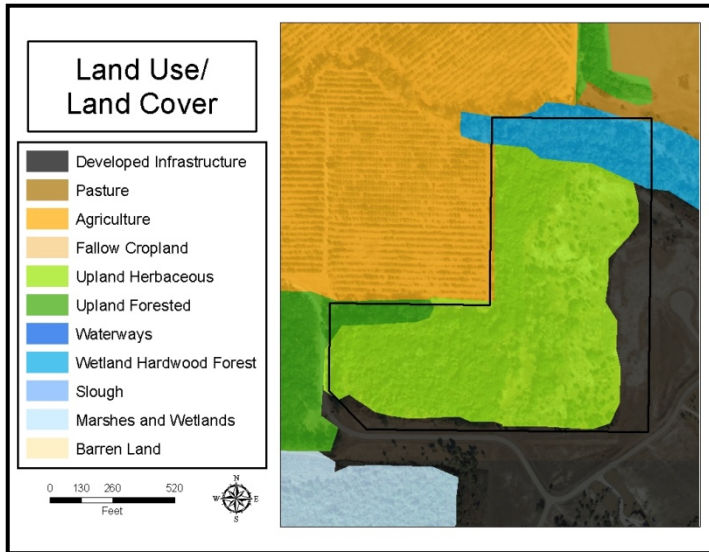 Land Use/
Land Cover
Developed Infrastructure
Pasture
Agriculture
Fallow Cropland
Upland Herbaceous
Upland Forested
Waterways
Wetland Hardwood Forest
Slough
Marshes and Wetlands
Barren Land
0 130 260 520
Feet
N
W E
S